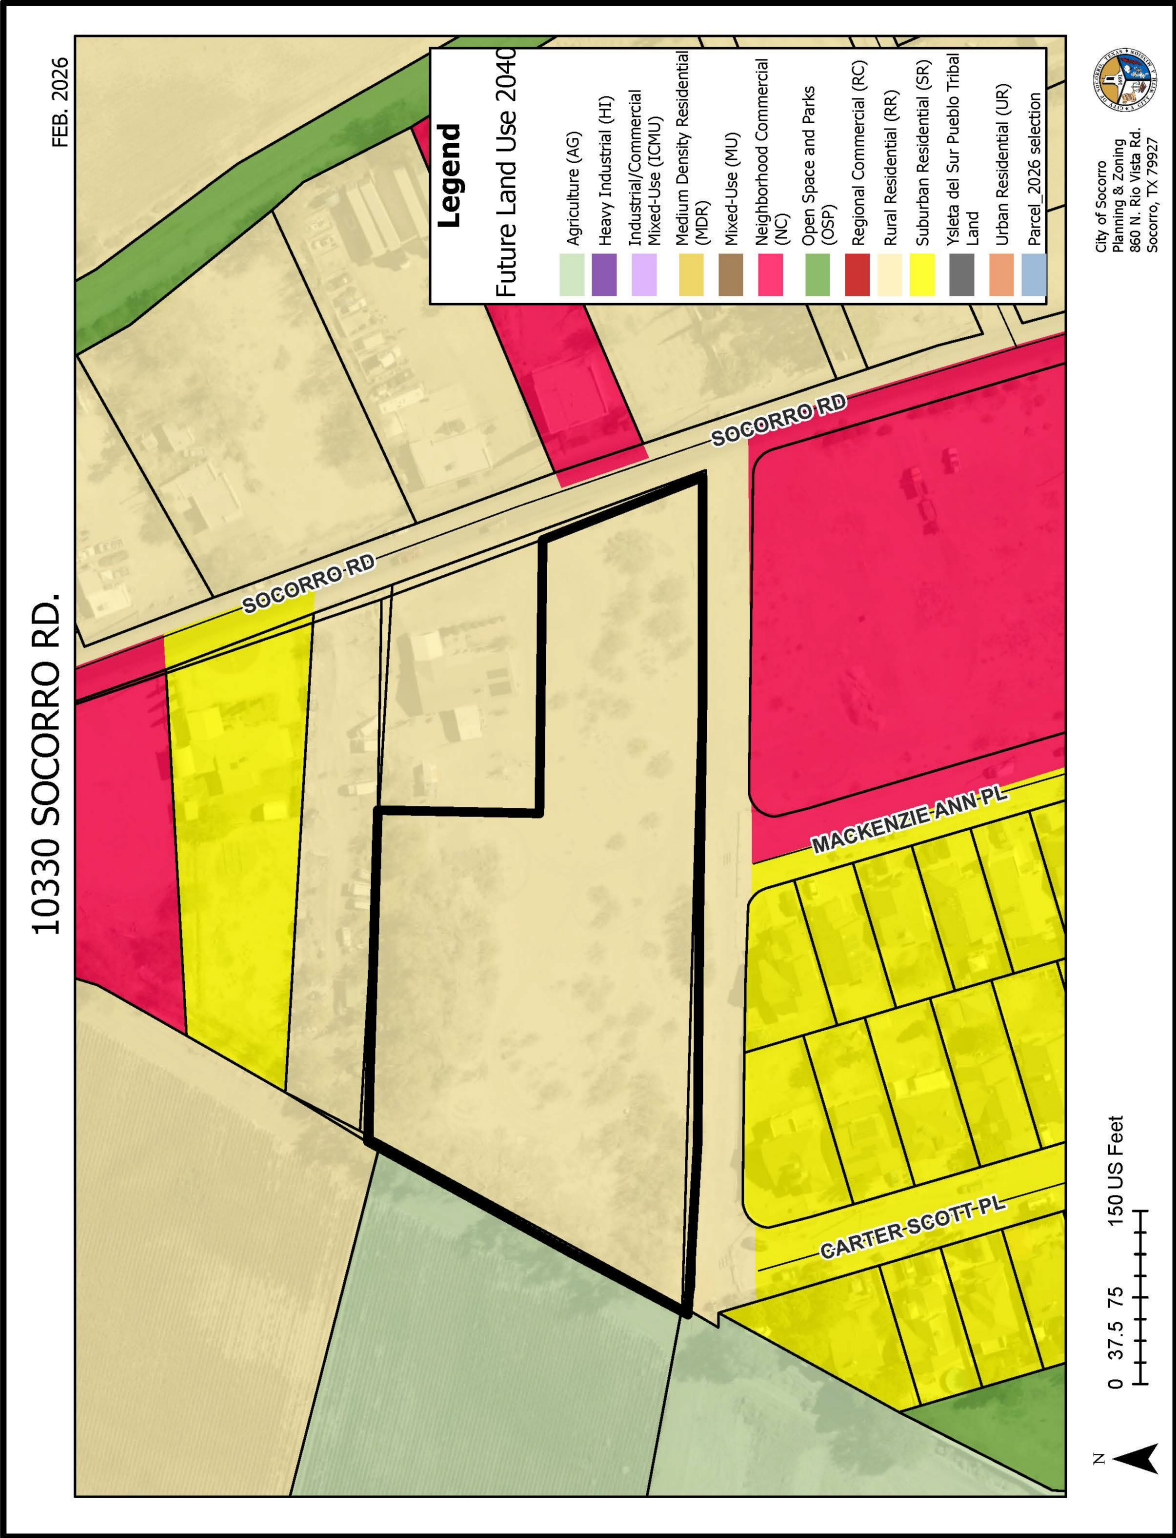 10330 SOCORRO RD.
FEB. 2026
SOCORRO RD
SOCORRO RD
MACKENZIE ANN PL
CARTER SCOTT PL
Legend
Future Land Use 2040
Agriculture (AG)
Heavy Industrial (HI)
Industrial/Commercial
Mixed-Use (ICMU)
Medium Density Residential
(MDR)
Mixed-Use (MU)
Neighborhood Commercial
(NC)
Open Space and Parks
(OSP)
Regional Commercial (RC)
Rural Residential (RR)
Suburban Residential (SR)
Ysleta del Sur Pueblo Tribal
Land
Urban Residential (UR)
Parcel_2026 selection
N
0 37.5 75 150 US Feet
City of Socorro
Planning & Zoning
860 N. Rio Vista Rd.
Socorro, TX 79927